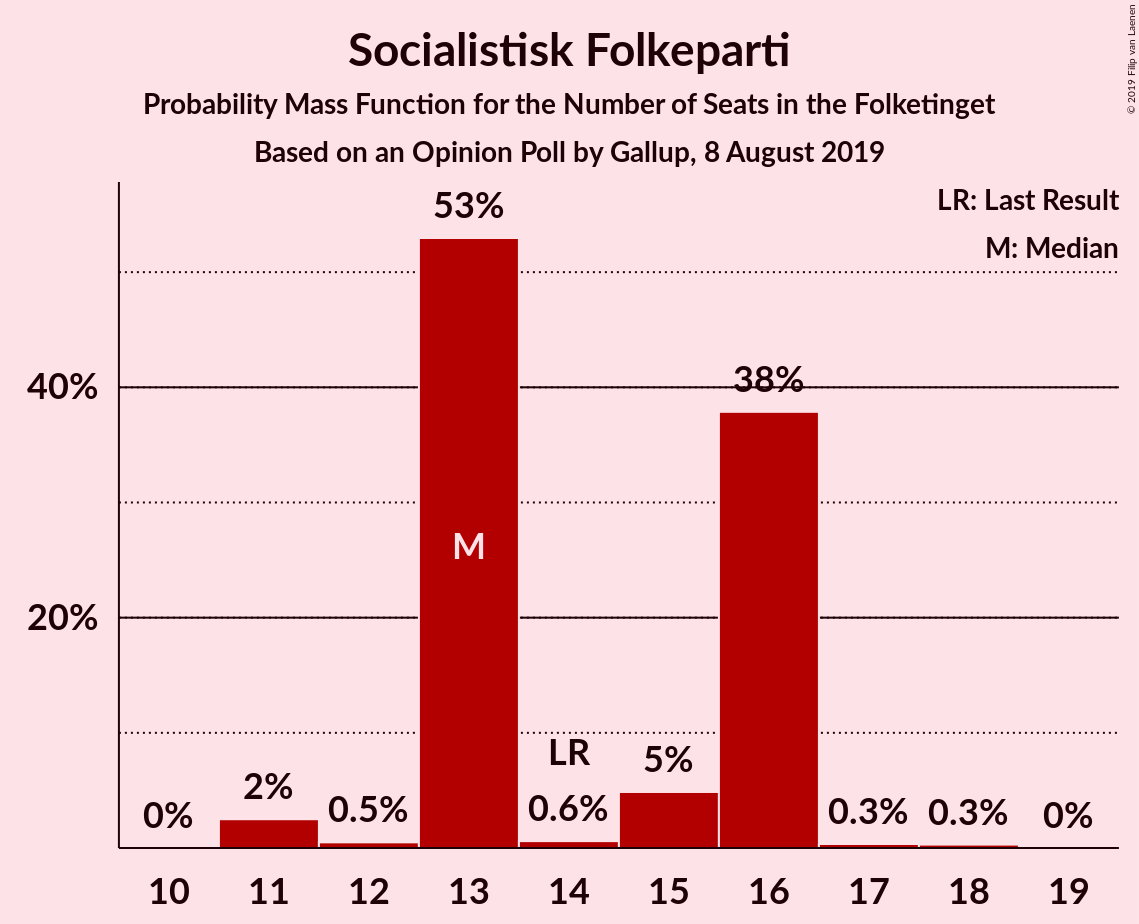 Socialistisk Folkeparti
Probability Mass Function for the Number of Seats in the Folketinget
Based on an Opinion Poll by Gallup, 8 August 2019
© 2019 Filip van Laenen
LR: Last Result
M: Median
53%
40%
38%
M
20%
LR
5%
2%
0%
0.5%
0.6%
0.3%
0.3%
0%
10 11 12 13 14 15 16 17 18 19